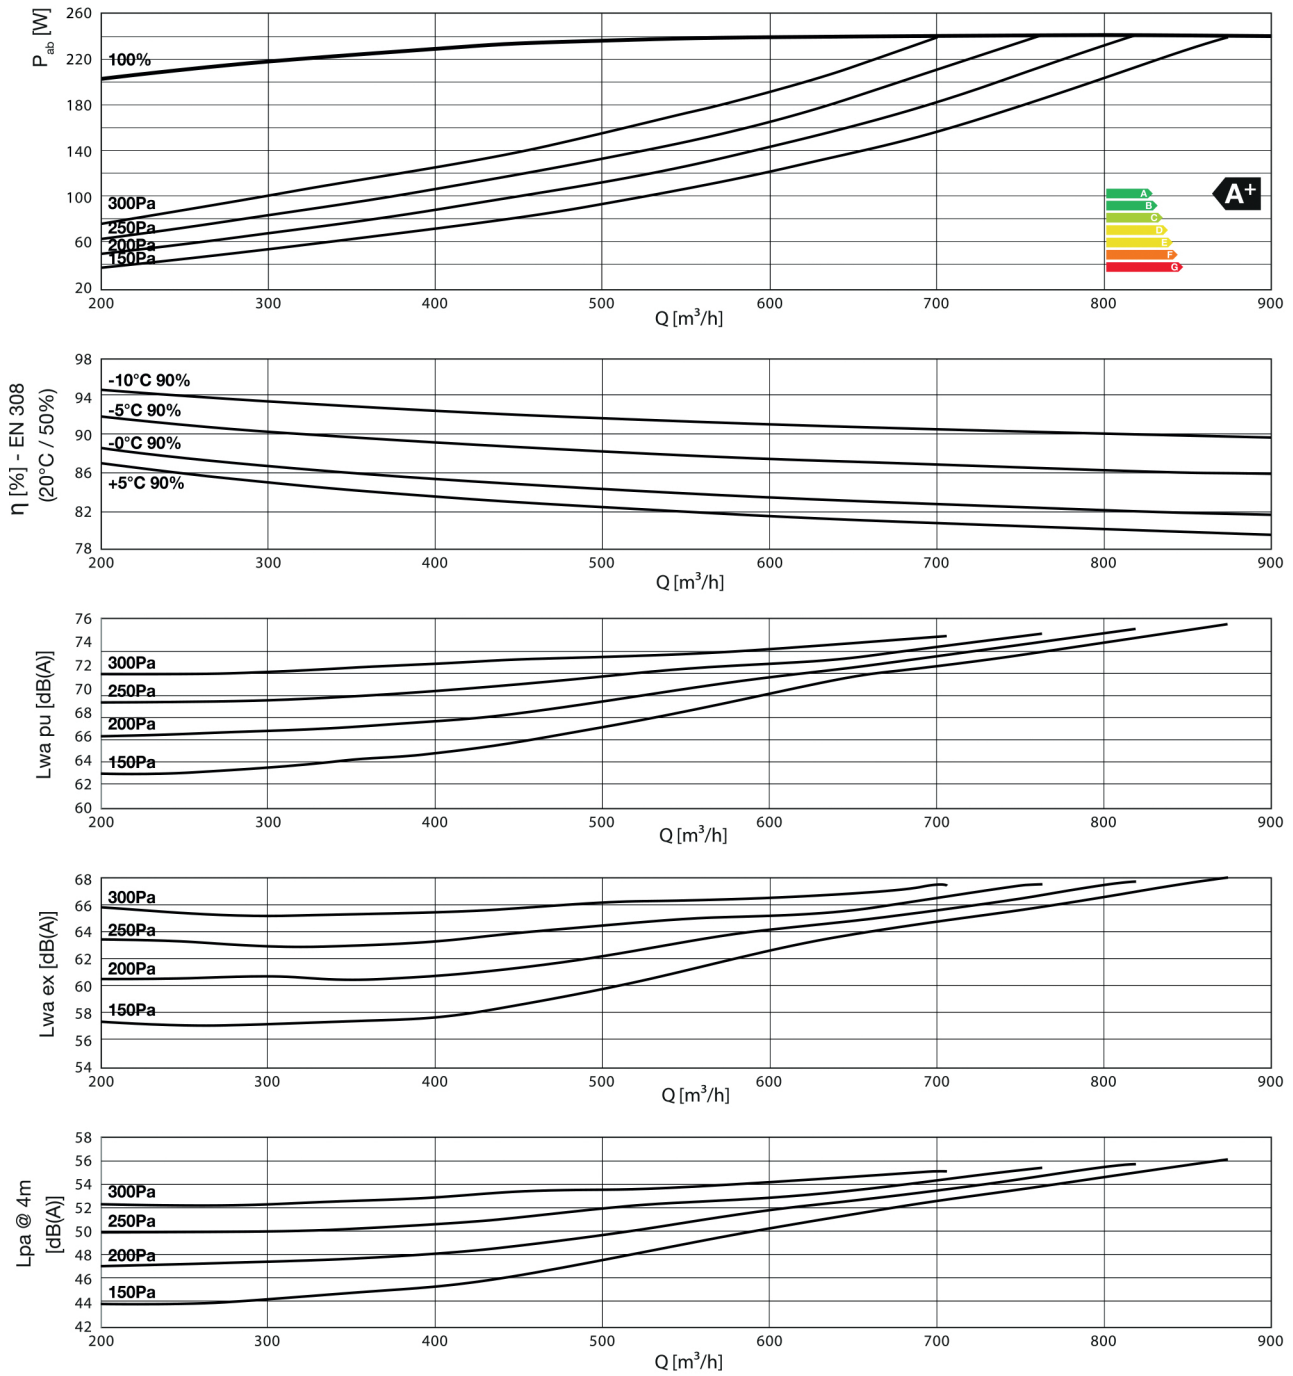 260
220
180
140
100
60
20
P_ab [W]
100%
300Pa
250Pa
200Pa
150Pa
A
B
C
D
E
F
G
A+
200 300 400 500 600 700 800 900
Q [m³/h]
98
94
90
86
82
78
η [%] - EN 308
(20°C / 50%)
-10°C 90%
-5°C 90%
-0°C 90%
+5°C 90%
200 300 400 500 600 700 800 900
Q [m³/h]
76
74
72
70
68
66
64
62
60
Lwa pu [dB(A)]
300Pa
250Pa
200Pa
150Pa
200 300 400 500 600 700 800 900
Q [m³/h]
68
66
64
62
60
58
56
54
Lwa ex [dB(A)]
300Pa
250Pa
200Pa
150Pa
200 300 400 500 600 700 800 900
Q [m³/h]
58
56
54
52
50
48
46
44
42
Lpa @ 4m
[dB(A)]
300Pa
250Pa
200Pa
150Pa
200 300 400 500 600 700 800 900
Q [m³/h]